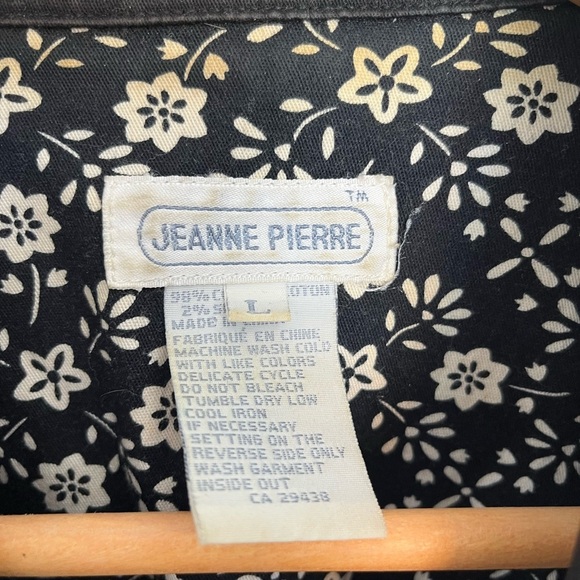 JEANNE PIERRE
TM
L
98% OTON
2%
MADE IN
FABRIQUE EN CHINE
MACHINE WASH COLD
WITH LIKE COLORS
DELICATE CYCLE
DO NOT BLEACH
TUMBLE DRY LOW
COOL IRON
IF NECESSARY
SETTING ON THE
REVERSE SIDE ONLY
WASH GARMENT
INSIDE OUT
CA 29438